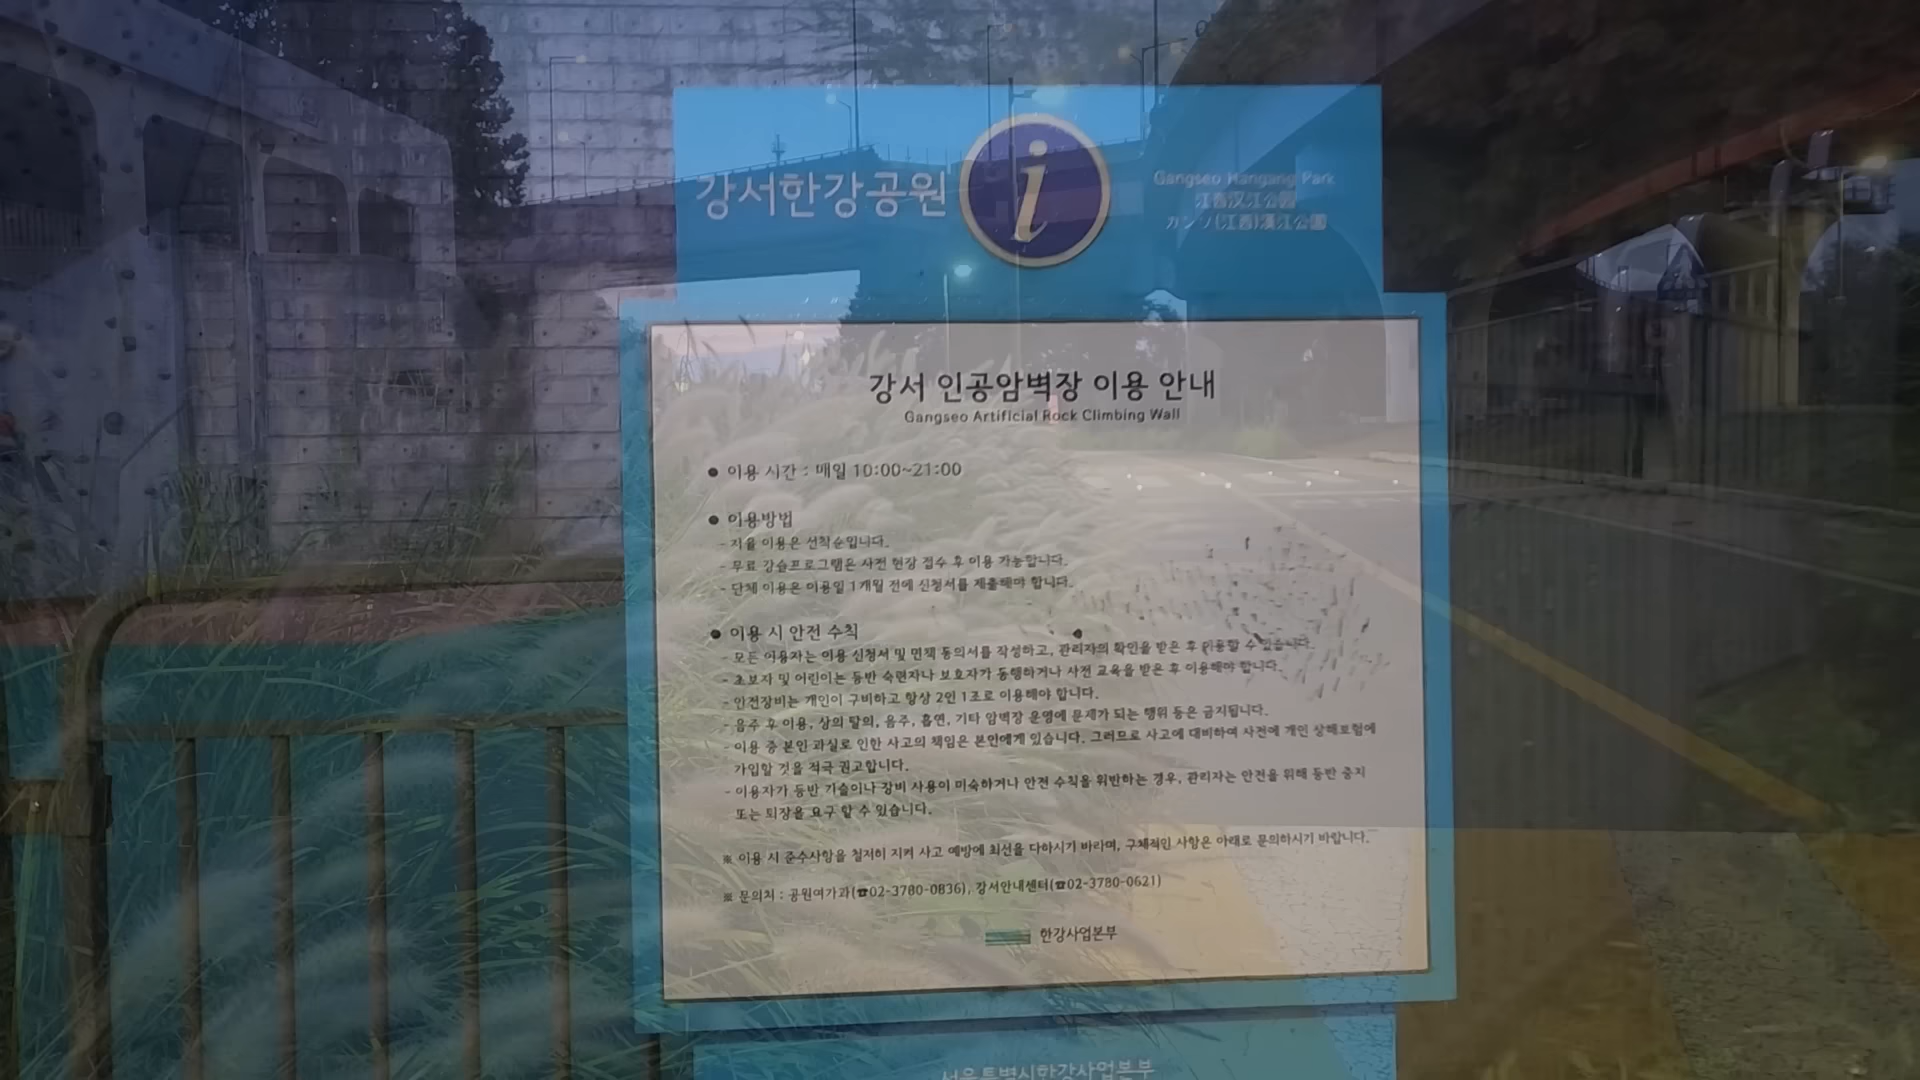 강서한강공원
i
Gangseo Hangang Park
江西汉江公园
カンソ(江西)漢江公園
강서 인공암벽장 이용 안내
Gangseo Artificial Rock Climbing Wall
● 이용 시간 : 매일 10:00~21:00
● 이용방법
- 자율 이용은 선착순입니다.
- 무료 강습프로그램은 사전 현장 접수 후 이용 가능합니다.
- 단체 이용은 이용일 1개월 전에 신청서를 제출해야 합니다.
● 이용 시 안전 수칙
- 모든 이용자는 이용 신청서 및 면책 동의서를 작성하고, 관리자의 확인을 받은 후 이용할 수 있습니다.
- 초보자 및 어린이는 등반 숙련자나 보호자가 동행하거나 사전 교육을 받은 후 이용해야 합니다.
- 안전장비는 개인이 구비하고 항상 2인 1조로 이용해야 합니다.
- 음주 후 이용, 상의 탈의, 음주, 흡연, 기타 암벽장 운영에 문제가 되는 행위 등은 금지됩니다.
- 이용 중 본인 과실로 인한 사고의 책임은 본인에게 있습니다. 그러므로 사고에 대비하여 사전에 개인 상해보험에
가입할 것을 적극 권고합니다.
- 이용자가 등반 기술이나 장비 사용이 미숙하거나 안전 수칙을 위반하는 경우, 관리자는 안전을 위해 등반 중지
또는 퇴장을 요구 할 수 있습니다.
※ 이용 시 준수사항을 철저히 지켜 사고 예방에 최선을 다하시기 바라며, 구체적인 사항은 아래로 문의하시기 바랍니다.
※ 문의처 : 공원여가과(☎02-3780-0836), 강서안내센터(☎02-3780-0621)
한강사업본부
서울특별시한강사업본부